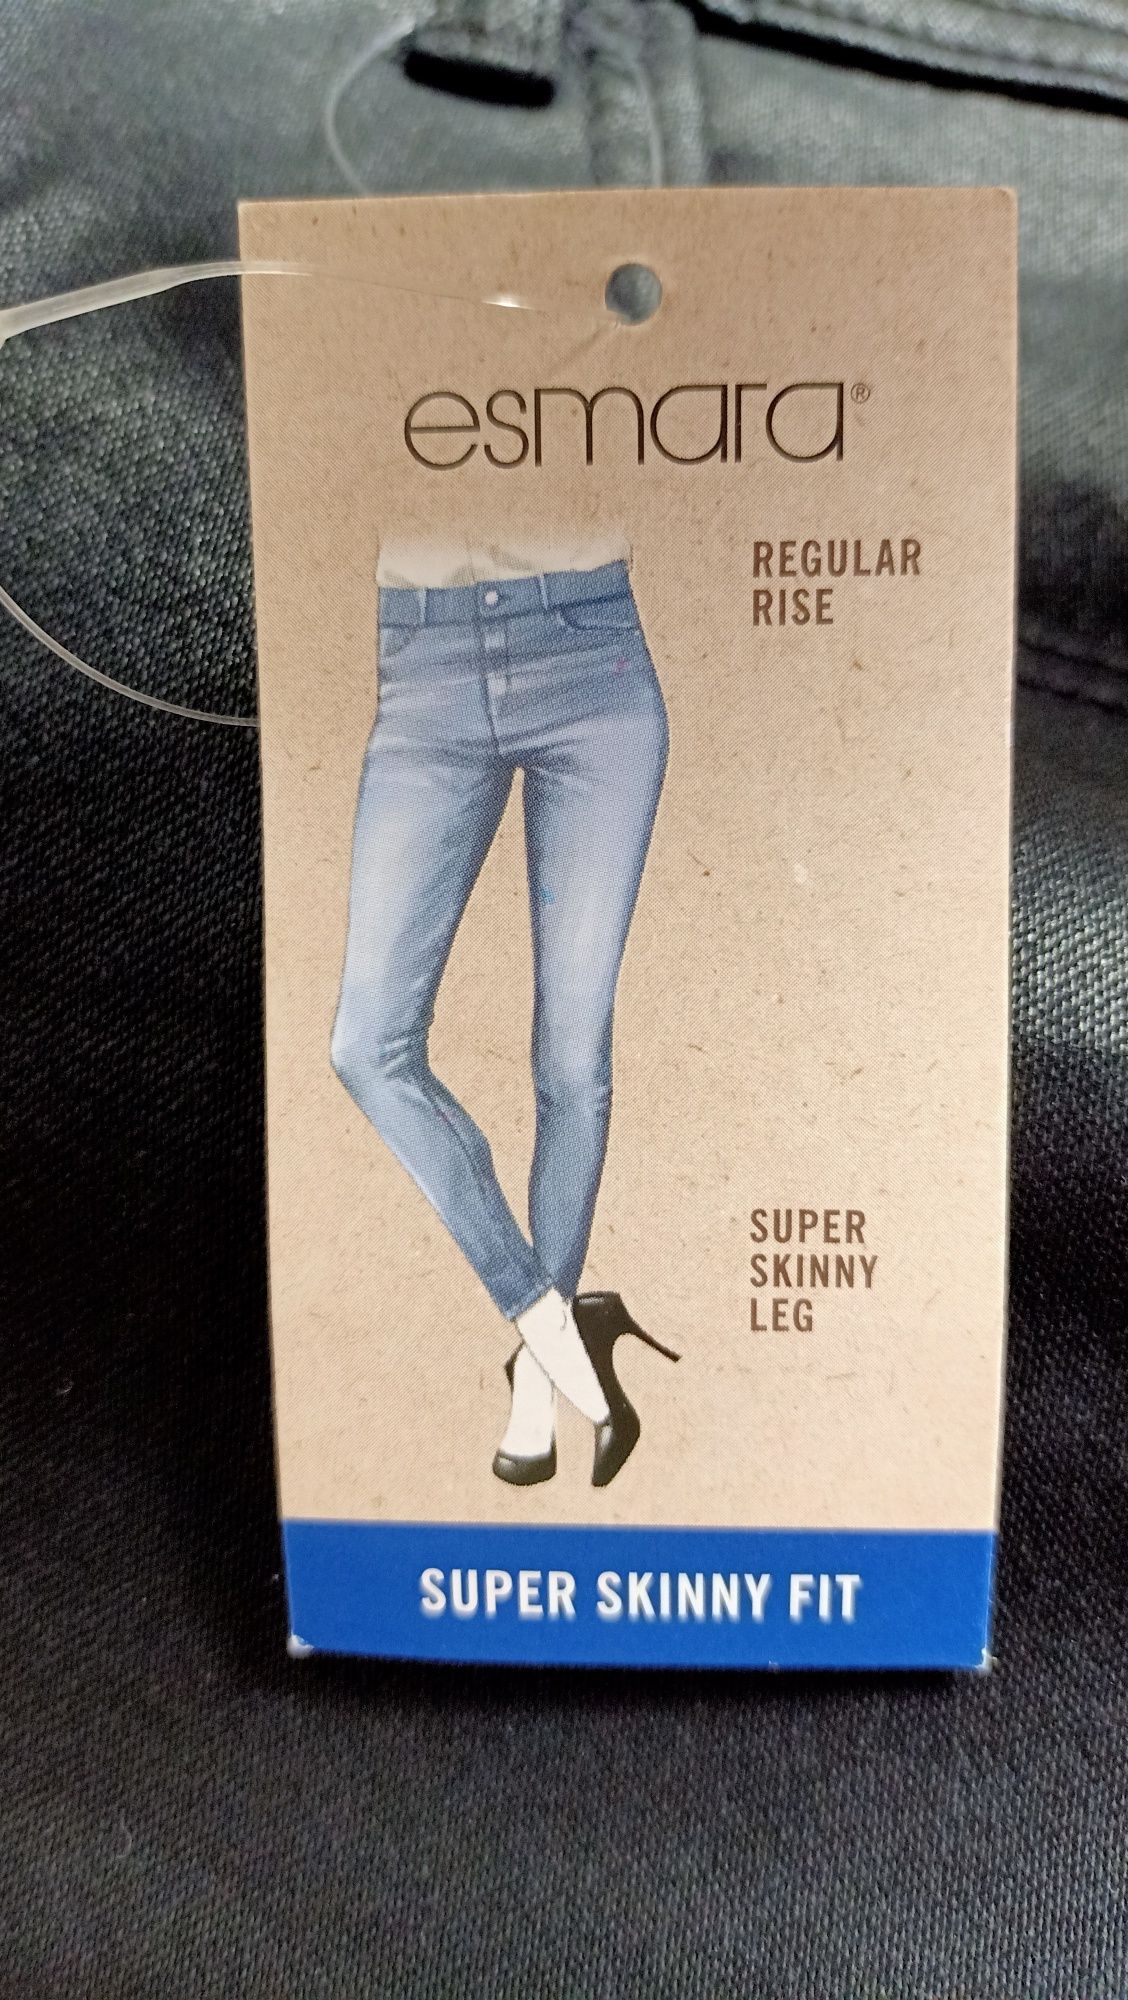 esmara®
REGULAR
RISE
SUPER
SKINNY
LEG
SUPER SKINNY FIT